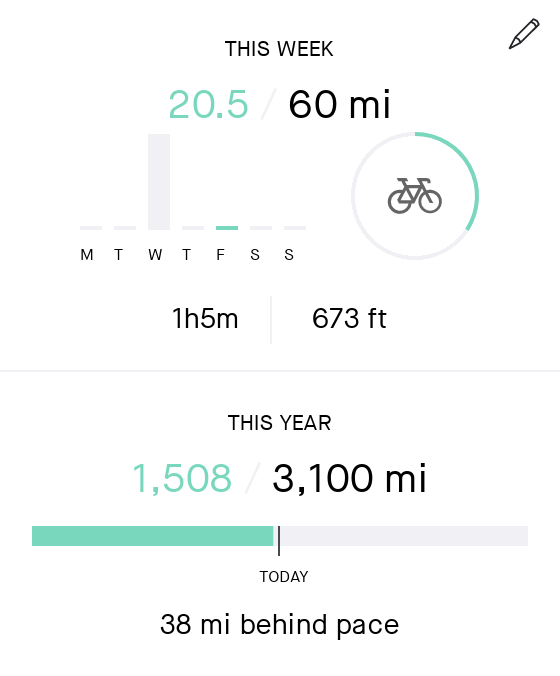 THIS WEEK
20.5 / 60 mi
M T W T F S S
1h5m 673 ft
THIS YEAR
1,508 / 3,100 mi
TODAY
38 mi behind pace